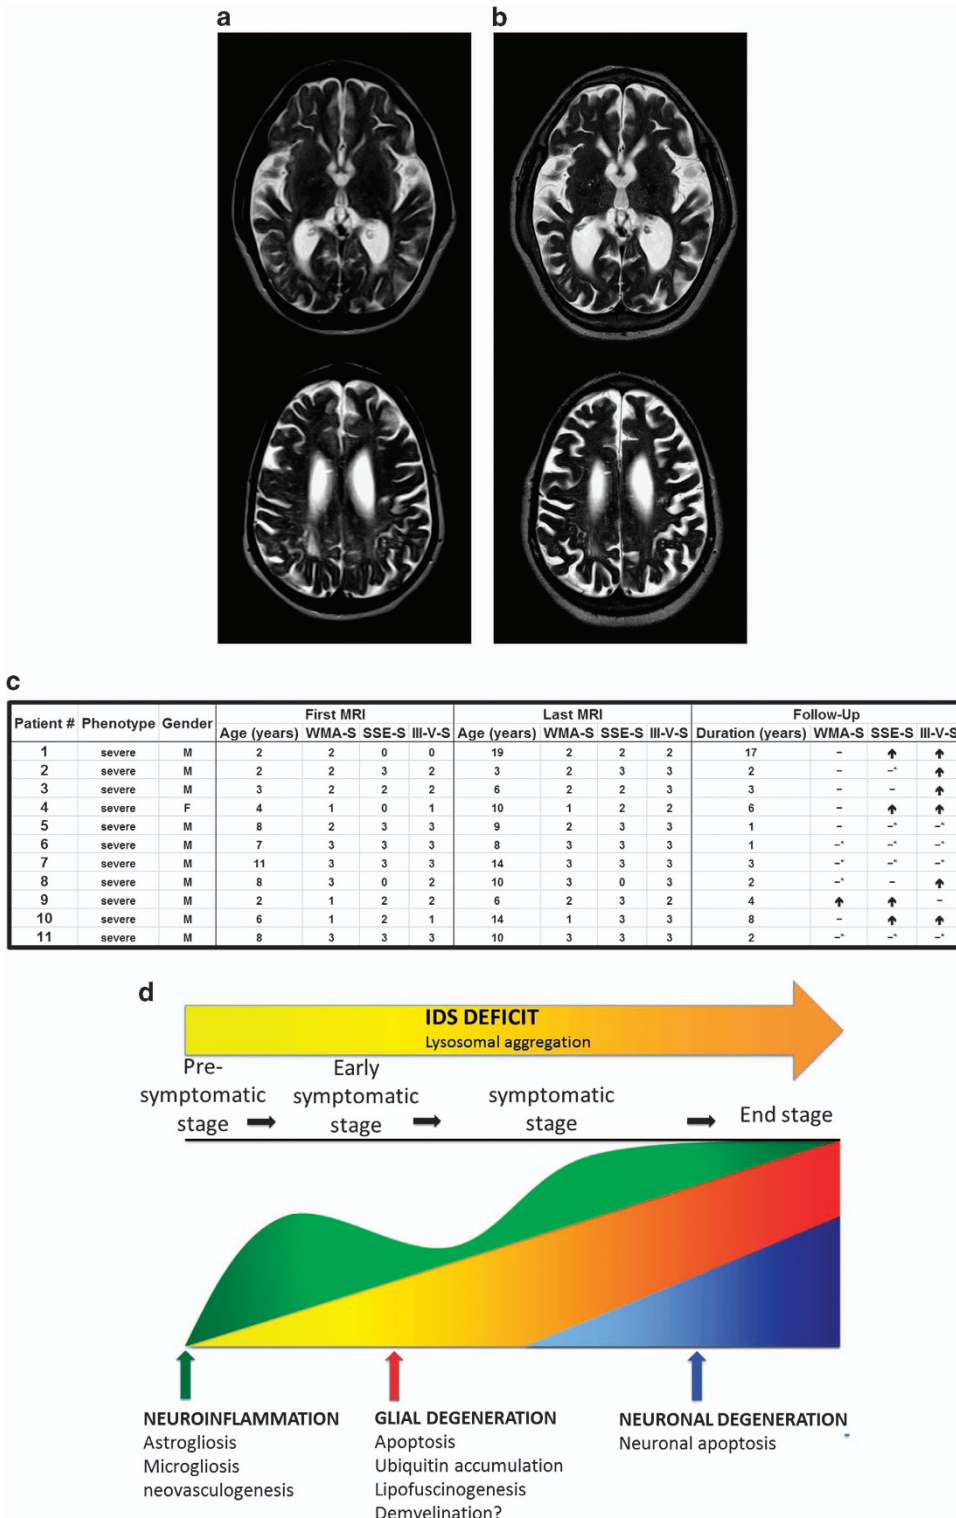 a b
c
Patient # Phenotype Gender First MRI Last MRI Follow-Up
Age (years) WMA-S SSE-S III-V-S Age (years) WMA-S SSE-S III-V-S Duration (years) WMA-S SSE-S III-V-S
1 severe M 2 2 0 0 19 2 2 2 17 – ↑ ↑
2 severe M 2 2 3 2 3 2 3 3 2 – –* ↑
3 severe M 3 2 2 2 6 2 2 3 3 – – ↑
4 severe F 4 1 0 1 10 1 2 2 6 – ↑ ↑
5 severe M 8 2 3 3 9 2 3 3 1 – –* –*
6 severe M 7 3 3 3 8 3 3 3 1 –* –* –*
7 severe M 11 3 3 3 14 3 3 3 3 –* –* –*
8 severe M 8 3 0 2 10 3 0 3 2 –* – ↑
9 severe M 2 1 2 2 6 2 3 2 4 ↑ ↑ –
10 severe M 6 1 2 1 14 1 3 3 8 – ↑ ↑
11 severe M 8 3 3 3 10 3 3 3 2 –* –* –*
d
IDS DEFICIT
Lysosomal aggregation
Pre-
symptomatic
stage
Early
symptomatic
stage
symptomatic
stage
End stage
NEUROINFLAMMATION
Astrogliosis
Microgliosis
neovasculogenesis
GLIAL DEGENERATION
Apoptosis
Ubiquitin accumulation
Lipofuscinogenesis
Demyelination?
NEURONAL DEGENERATION
Neuronal apoptosis